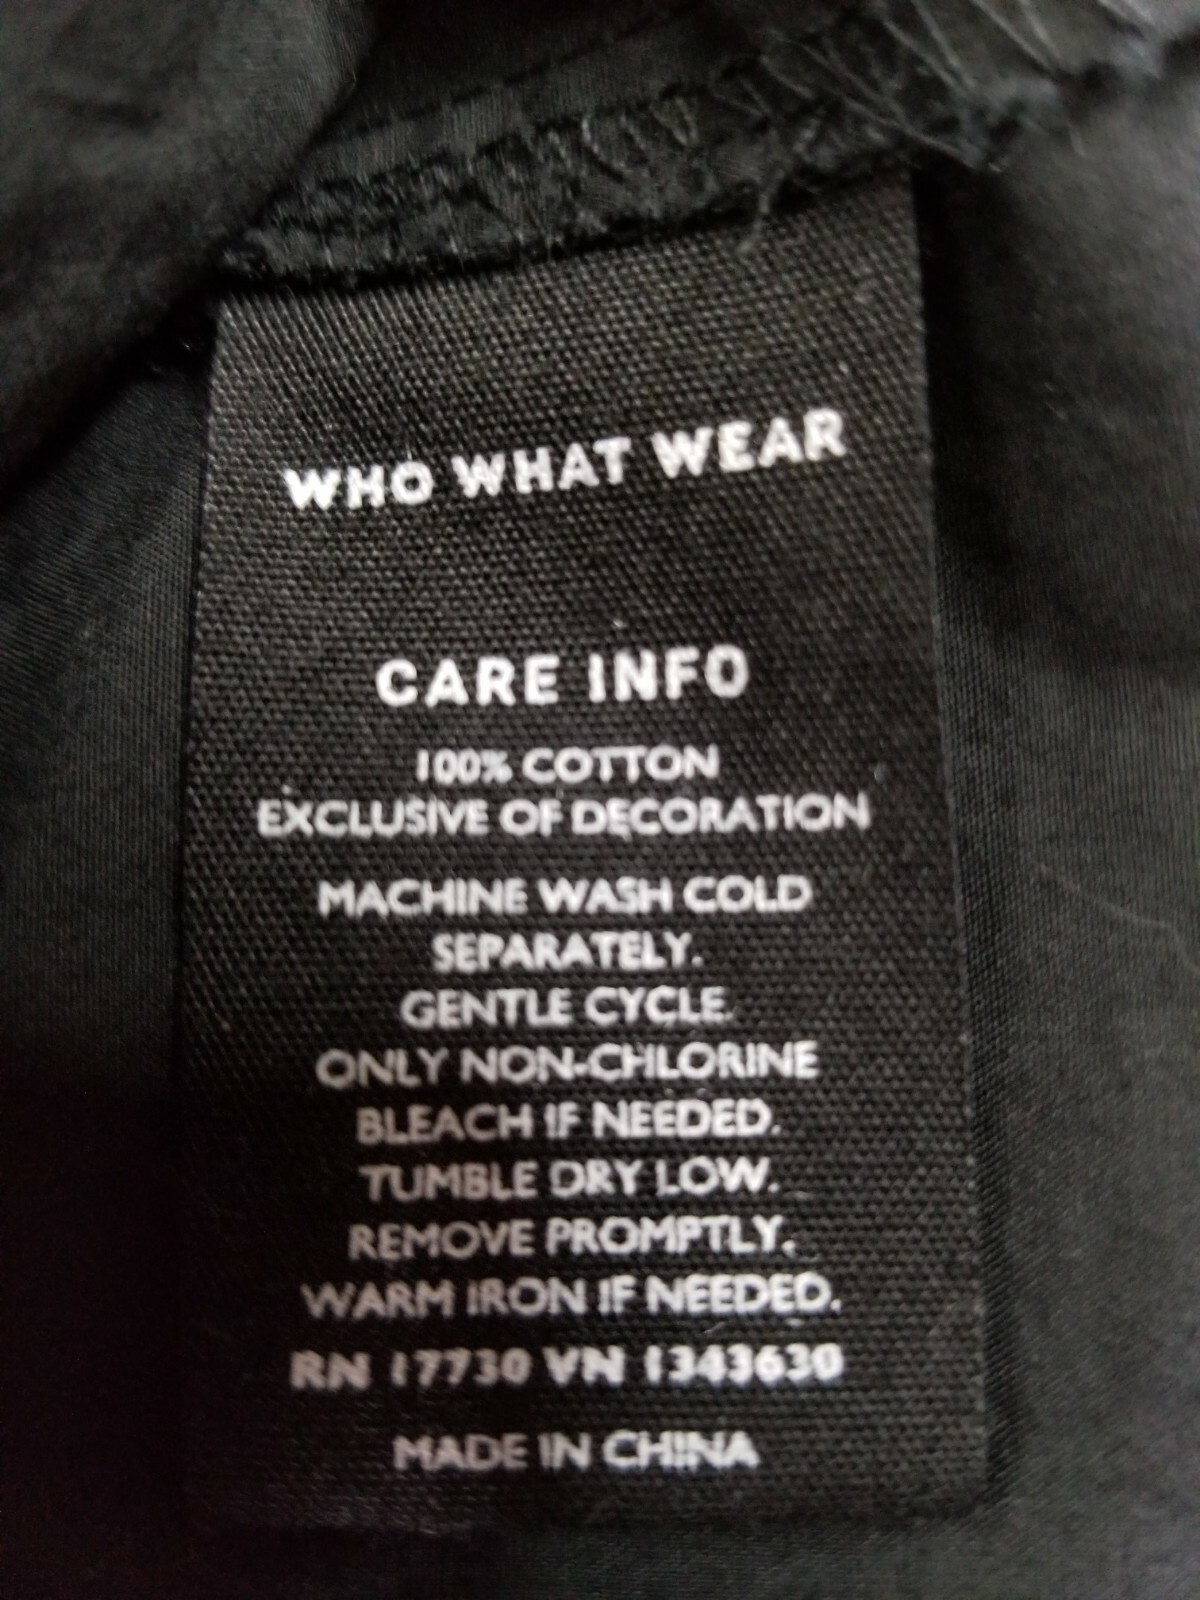 WHO WHAT WEAR
CARE INFO
100% COTTON
EXCLUSIVE OF DECORATION
MACHINE WASH COLD
SEPARATELY.
GENTLE CYCLE.
ONLY NON-CHLORINE
BLEACH IF NEEDED.
TUMBLE DRY LOW.
REMOVE PROMPTLY.
WARM IRON IF NEEDED.
RN 17730 VN 1343630
MADE IN CHINA